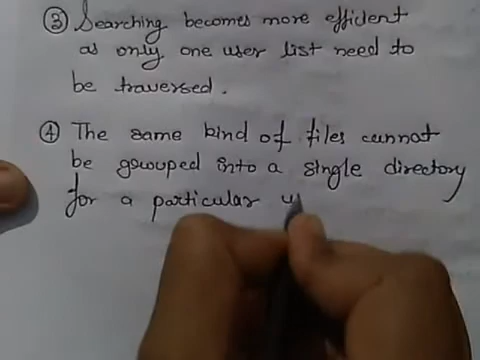 ③ Searching becomes more efficient
as only one user list need to
be traversed.
④ The same kind of files cannot
be grouped into a single directory
for a particular u